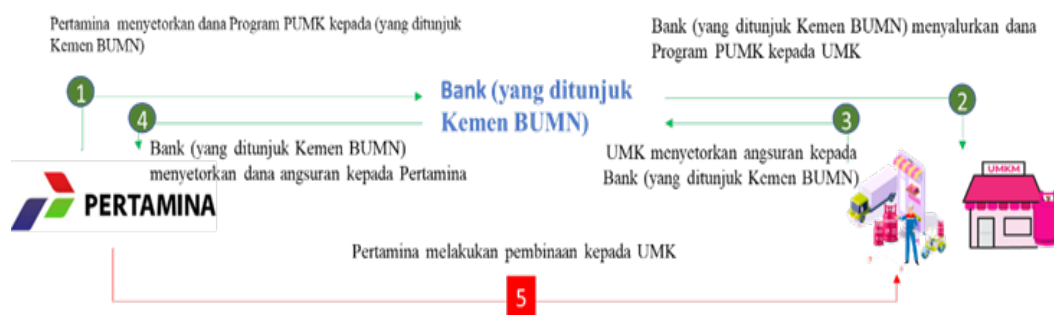 Pertamina menyetorkan dana Program PUMK kepada (yang ditunjuk
Kemen BUMN)
Bank (yang ditunjuk Kemen BUMN) menyalurkan dana
Program PUMK kepada UMK
1
Bank (yang ditunjuk
Kemen BUMN)
2
4
3
Bank (yang ditunjuk Kemen BUMN)
menyetorkan dana angsuran kepada Pertamina
UMK menyetorkan angsuran kepada
Bank (yang ditunjuk Kemen BUMN)
UMKM
PERTAMINA
Pertamina melakukan pembinaan kepada UMK
5